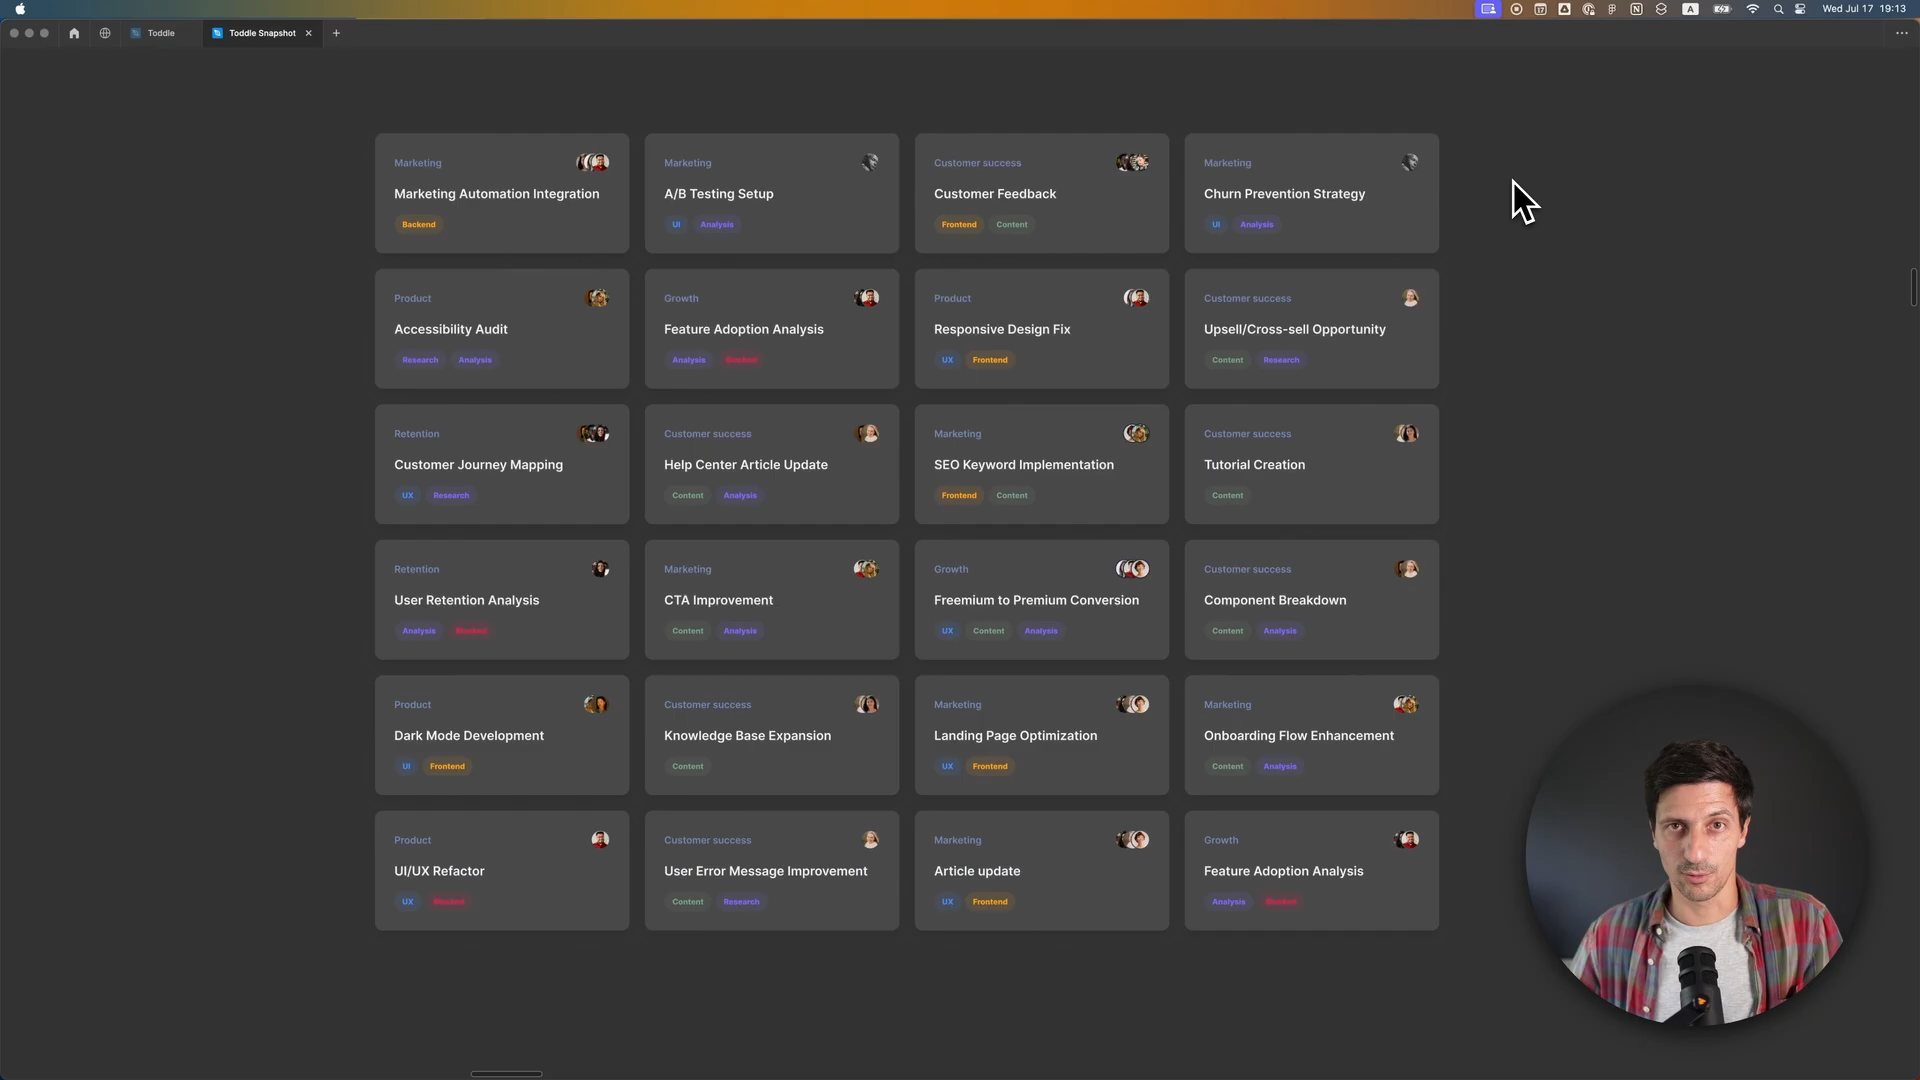 Wed Jul 17 19:13
Toddle
Toddle Snapshot
Marketing
Marketing Automation Integration
Backend
Marketing
A/B Testing Setup
UI Analysis
Customer success
Customer Feedback
Frontend Content
Marketing
Churn Prevention Strategy
UI Analysis
Product
Accessibility Audit
Research Analysis
Growth
Feature Adoption Analysis
Analysis Blocked
Product
Responsive Design Fix
UX Frontend
Customer success
Upsell/Cross-sell Opportunity
Content Research
Retention
Customer Journey Mapping
UX Research
Customer success
Help Center Article Update
Content Analysis
Marketing
SEO Keyword Implementation
Frontend Content
Customer success
Tutorial Creation
Content
Retention
User Retention Analysis
Analysis Blocked
Marketing
CTA Improvement
Content Analysis
Growth
Freemium to Premium Conversion
UX Content Analysis
Customer success
Component Breakdown
Content Analysis
Product
Dark Mode Development
UI Frontend
Customer success
Knowledge Base Expansion
Content
Marketing
Landing Page Optimization
UX Frontend
Marketing
Onboarding Flow Enhancement
Content Analysis
Product
UI/UX Refactor
UX Blocked
Customer success
User Error Message Improvement
Content Research
Marketing
Article update
UX Frontend
Growth
Feature Adoption Analysis
Analysis Blocked